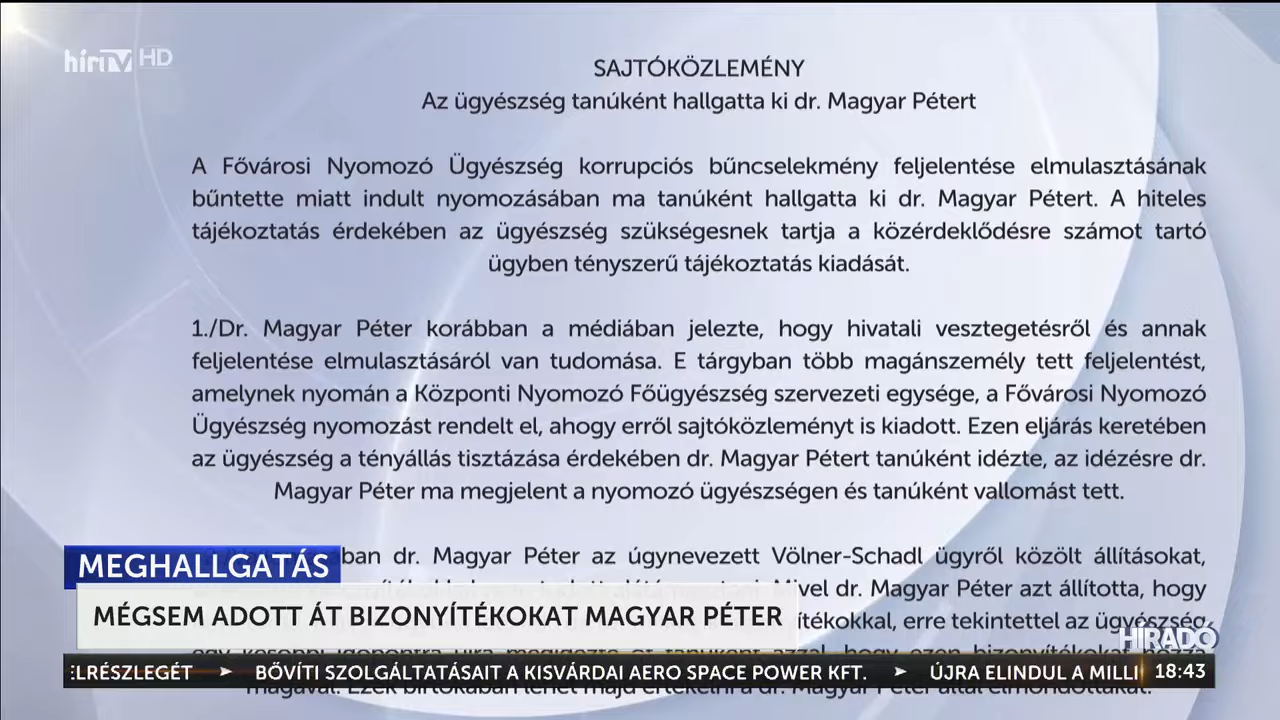 hírTV HD
SAJTÓKÖZLEMÉNY
Az ügyészség tanúként hallgatta ki dr. Magyar Pétert
A Fővárosi Nyomozó Ügyészség korrupciós bűncselekmény feljelentése elmulasztásának
bűntette miatt indult nyomozásában ma tanúként hallgatta ki dr. Magyar Pétert. A hiteles
tájékoztatás érdekében az ügyészség szükségesnek tartja a közérdeklődésre számot tartó
ügyben tényszerű tájékoztatás kiadását.
1./Dr. Magyar Péter korábban a médiában jelezte, hogy hivatali vesztegetésről és annak
feljelentése elmulasztásáról van tudomása. E tárgyban több magánszemély tett feljelentést,
amelynek nyomán a Központi Nyomozó Főügyészség szervezeti egysége, a Fővárosi Nyomozó
Ügyészség nyomozást rendelt el, ahogy erről sajtóközleményt is kiadott. Ezen eljárás keretében
az ügyészség a tényállás tisztázása érdekében dr. Magyar Pétert tanúként idézte, az idézésre dr.
Magyar Péter ma megjelent a nyomozó ügyészségen és tanúként vallomást tett.
dr. Magyar Péter az úgynevezett Völner-Schadl ügyről közölt állításokat,
Mivel dr. Magyar Péter azt állította, hogy
erre tekintettel az ügyészség
MEGHALLGATÁS
MÉGSEM ADOTT ÁT BIZONYÍTÉKOKAT MAGYAR PÉTER
HÍRADÓ
ELRÉSZLEGÉT ➤ BŐVÍTI SZOLGÁLTATÁSAIT A KISVÁRDAI AERO SPACE POWER KFT. ➤ ÚJRA ELINDUL A MILLI 18:43